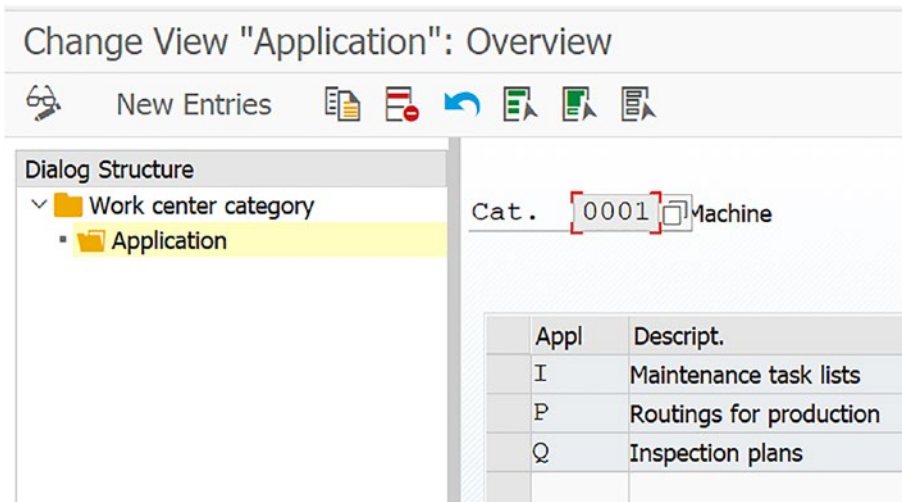 Change View "Application": Overview
New Entries
Dialog Structure
Work center category
Application
Cat. 0001 Machine
Appl Descript.
I Maintenance task lists
P Routings for production
Q Inspection plans